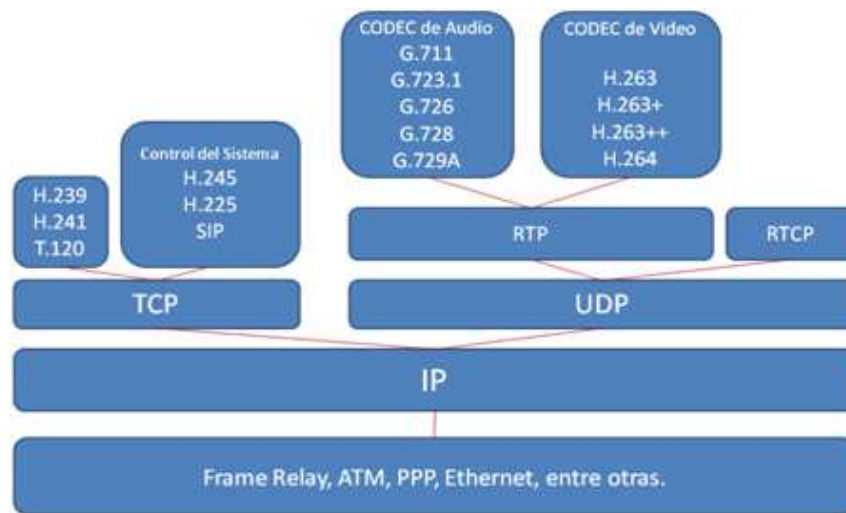 CODEC de Audio
G.711
G.723.1
G.726
G.728
G.729A
CODEC de Video
H.263
H.263+
H.263++
H.264
Control del Sistema
H.245
H.225
SIP
H.239
H.241
T.120
RTP
RTCP
TCP
UDP
IP
Frame Relay, ATM, PPP, Ethernet, entre otras.